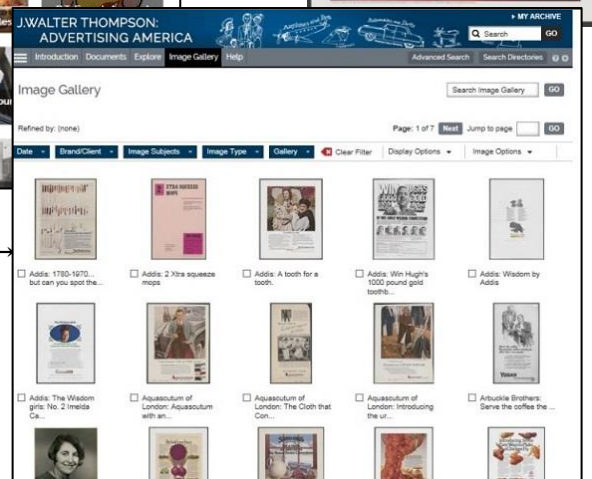 J.WALTER THOMPSON:
ADVERTISING AMERICA
MY ARCHIVE
Search GO
Introduction Documents Explore Image Gallery Help
Advanced Search Search Directories
Image Gallery
Search Image Gallery GO
Refined by: (none)
Page: 1 of 7 Next Jump to page GO
Date Brand/Client Image Subjects Image Type Gallery Clear Filter Display Options Image Options
XTRA SQUEEZE
MOPS
Addis: 1780-1970...
but can you spot the...
Addis: 2 Xtra squeeze
mops
Addis: A tooth for a
tooth.
Addis: Win Hugh's
1000 pound gold
toothb...
Addis: Wisdom by
Addis
Addis: The Wisdom
girls: No. 2 Imelda
Ca...
Aquascutum of
London: Aquascutum
with an...
Aquascutum of
London: The Cloth that
Con...
Aquascutum of
London: Introducing
the ur...
Arbuckle Brothers:
Serve the coffee the ...